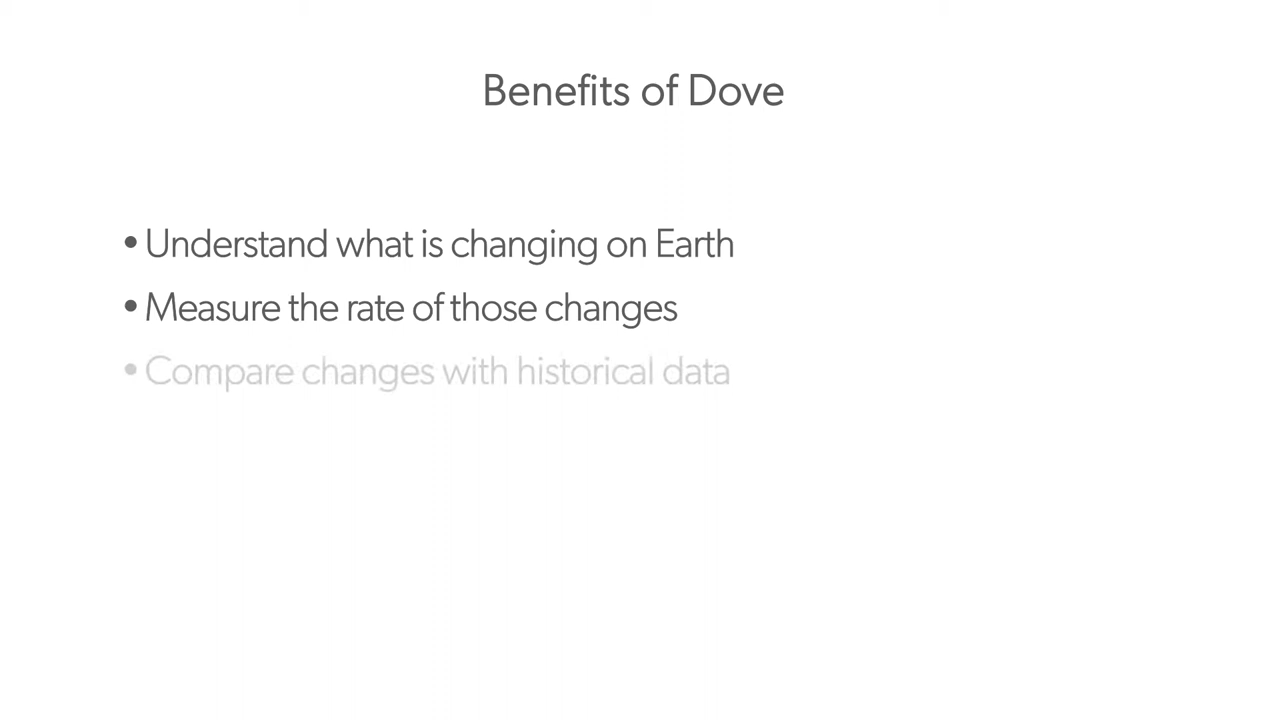 Benefits of Dove
• Understand what is changing on Earth
• Measure the rate of those changes
• Compare changes with historical data